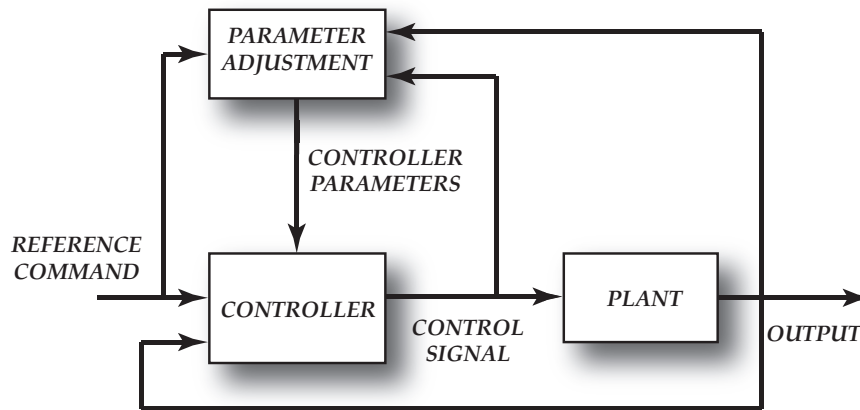 PARAMETER
ADJUSTMENT
CONTROLLER
PARAMETERS
REFERENCE
COMMAND
CONTROLLER
CONTROL
SIGNAL
PLANT
OUTPUT